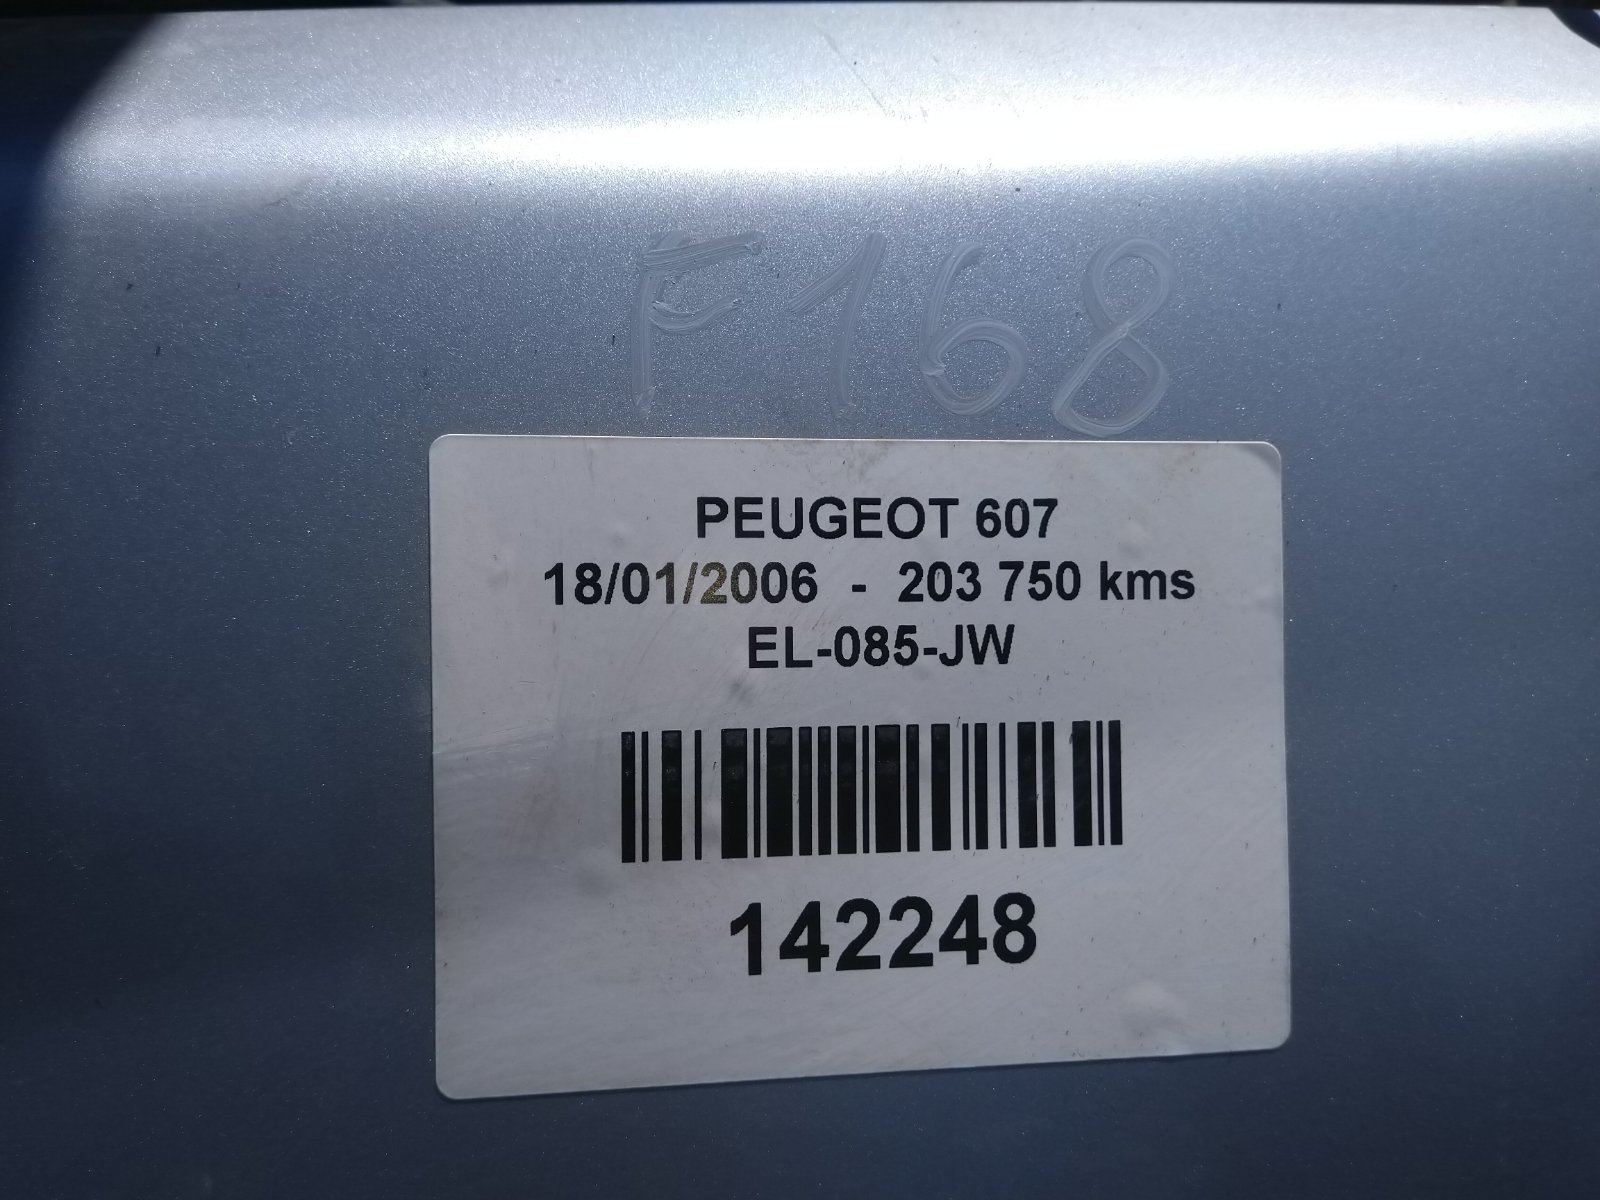 F168
PEUGEOT 607
18/01/2006 - 203 750 kms
EL-085-JW
142248